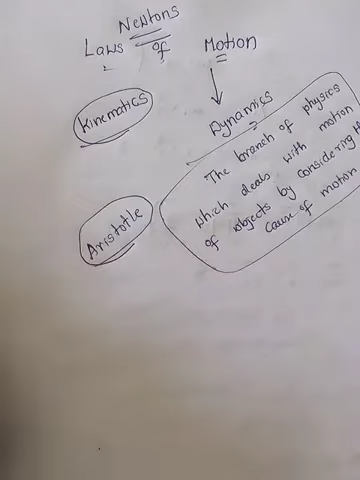 Newtons
Laws of Motion
Kinematics
Dynamics
The branch of physics
which deals with motion
of objects by considering
cause of motion
Aristotle